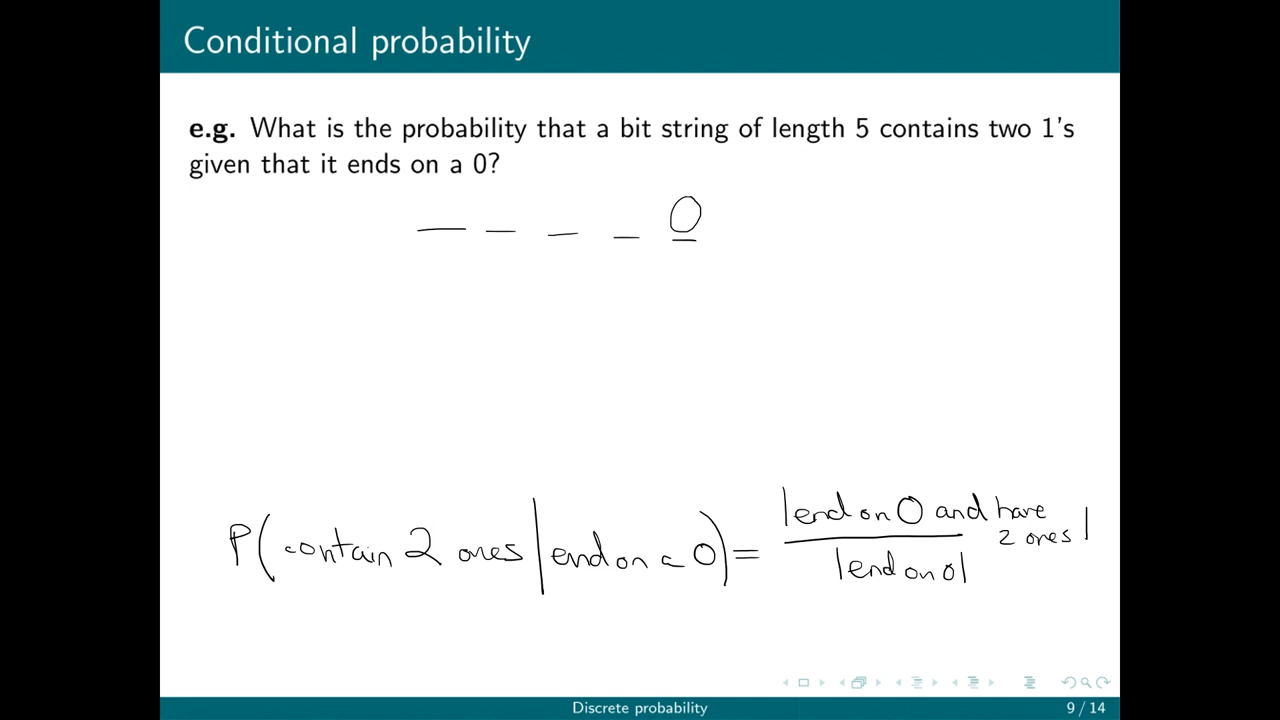 Conditional probability
e.g. What is the probability that a bit string of length 5 contains two 1's
given that it ends on a 0?
_ _ _ _ 0
P(contain 2 ones | end on a 0) = |end on 0 and have 2 ones| / |end on 0|
Discrete probability 9 / 14